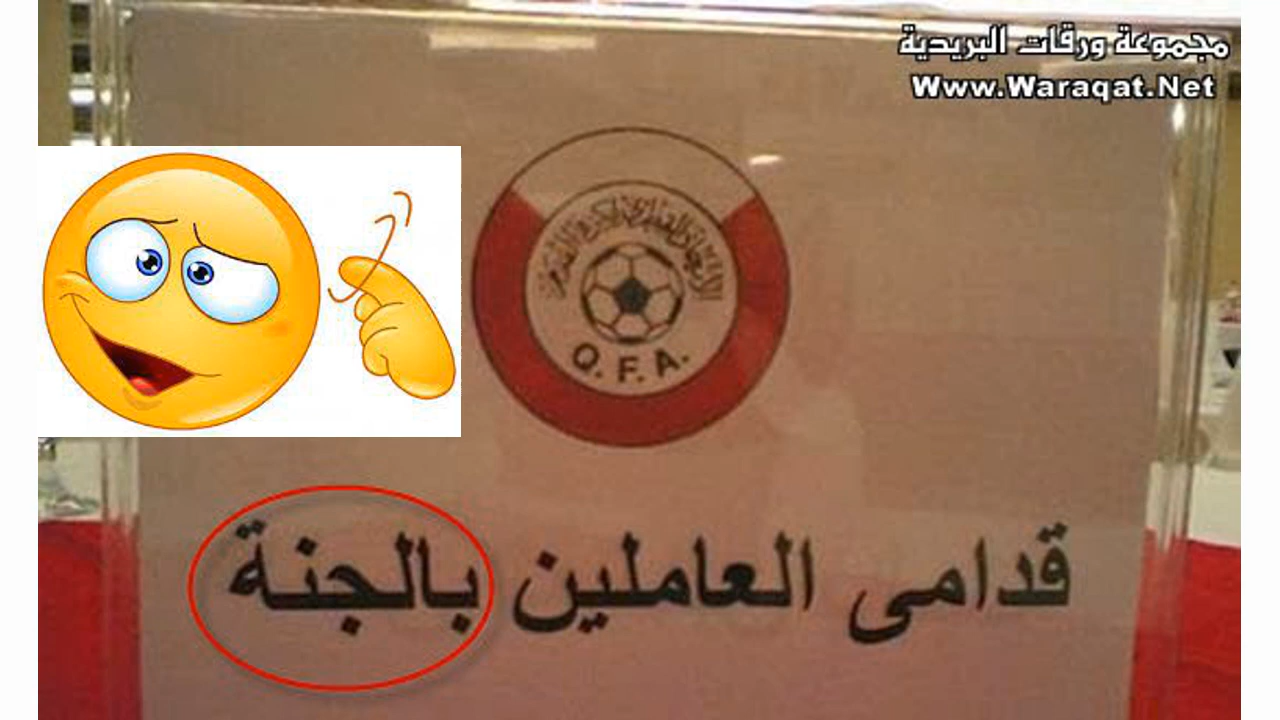 مجموعة ورقات البريدية
Www.Waraqat.Net
Q. F. A.
قدامى العاملين بالجنة